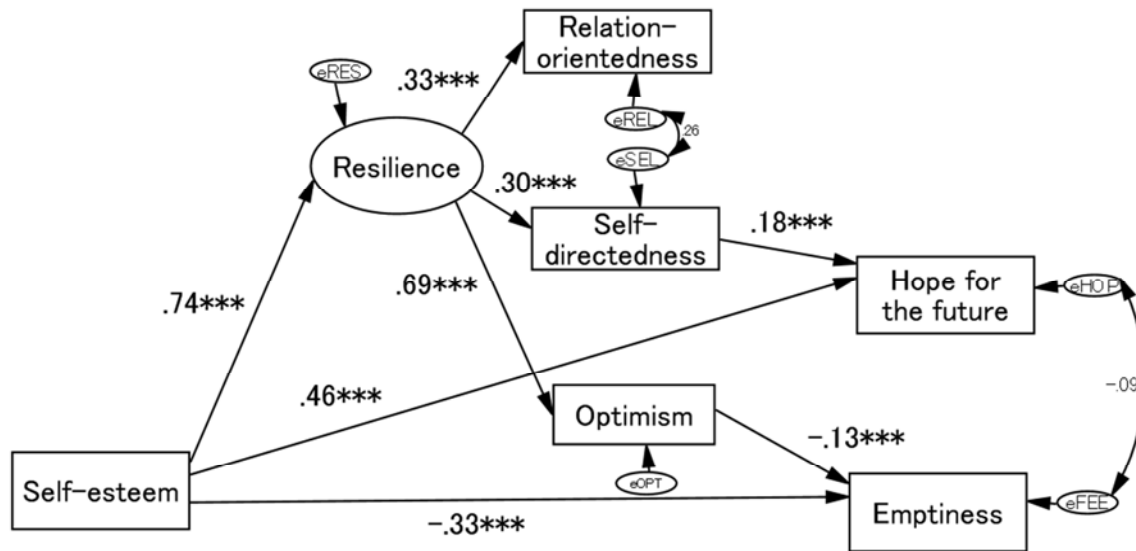 Relation-
orientedness
eRES
.33***
eREL
.26
Resilience
eSEL
.30***
Self-
directedness
.18***
Hope for
the future
eHOP
.69***
.74***
-.09
.46***
Optimism
-.13***
Self-esteem
eOPT
Emptiness
eFEE
-.33***